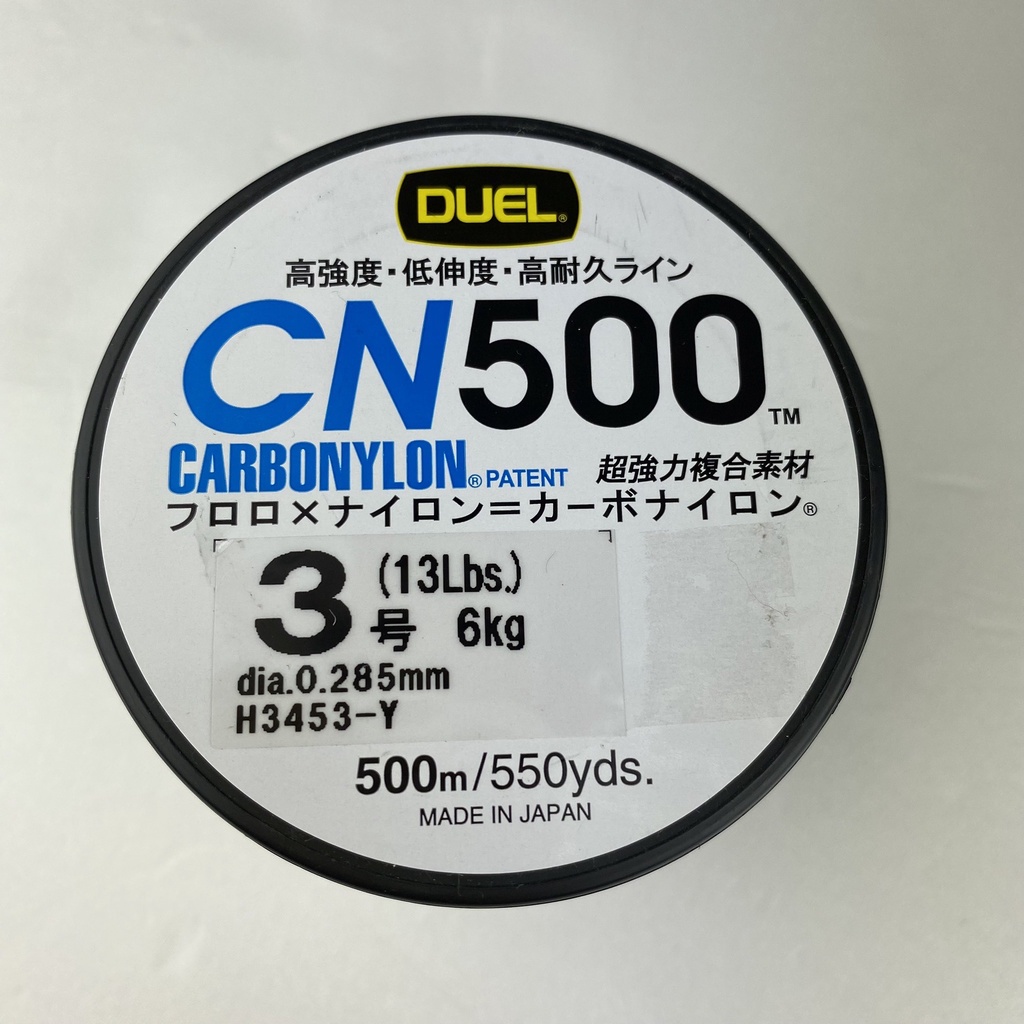 DUEL®
高強度・低伸度・高耐久ライン
CN500™
CARBONYLON® PATENT 超強力複合素材
フロロ×ナイロン=カーボナイロン®
3号 (13Lbs.) 6kg
dia.0.285mm
H3453-Y
500m/550yds.
MADE IN JAPAN